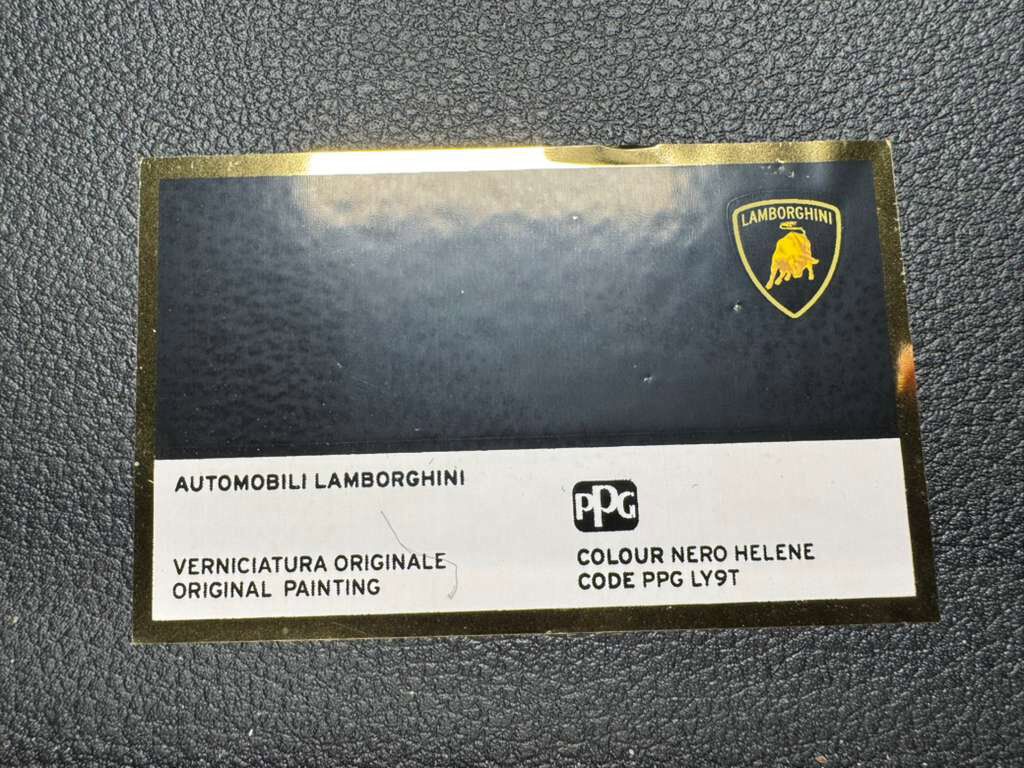 LAMBORGHINI
AUTOMOBILI LAMBORGHINI
PPG
VERNICIATURA ORIGINALE
ORIGINAL PAINTING
COLOUR NERO HELENE
CODE PPG LY9T